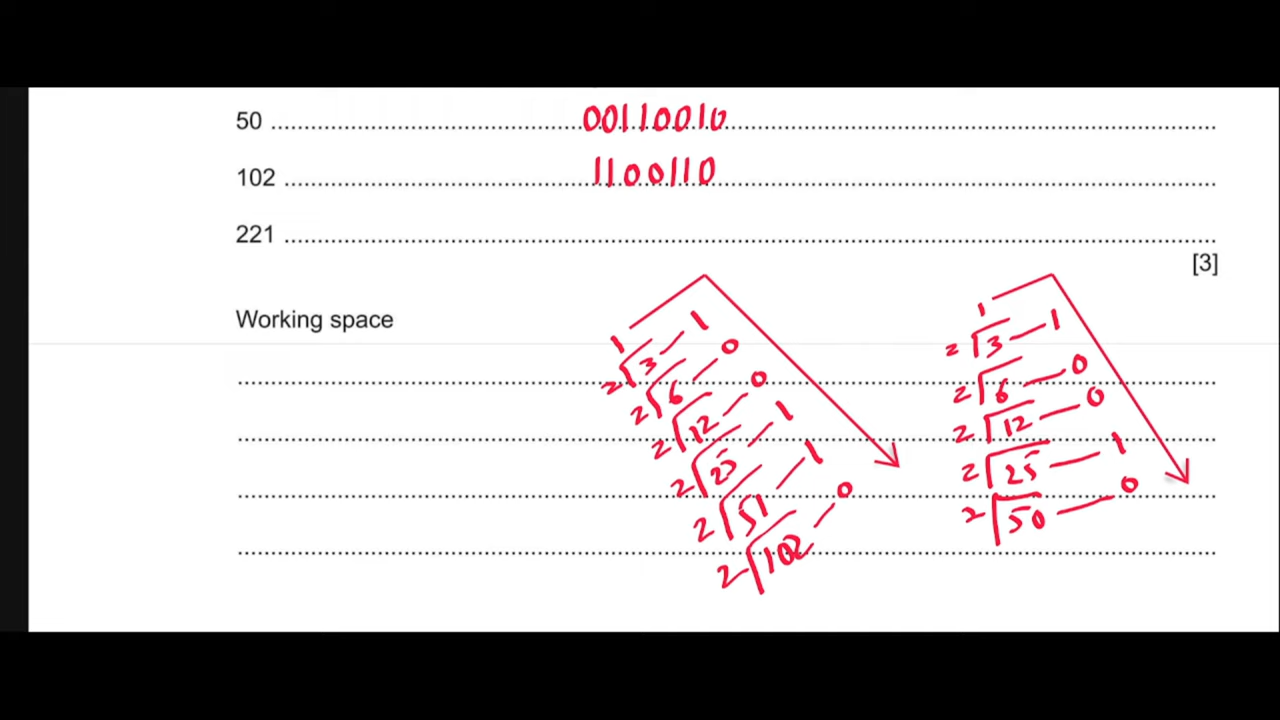 50 ........ 00110010 ........
102 ........ 1100110 ........
221 ........
[3]
Working space
1 1
2√3 — 1 2√3 — 1
2√6 — 0 2√6 — 0
2√12 — 0 2√12 — 0
2√25 — 1 2√25 — 1
2√51 — 1 2√50 — 0
2√102 — 0